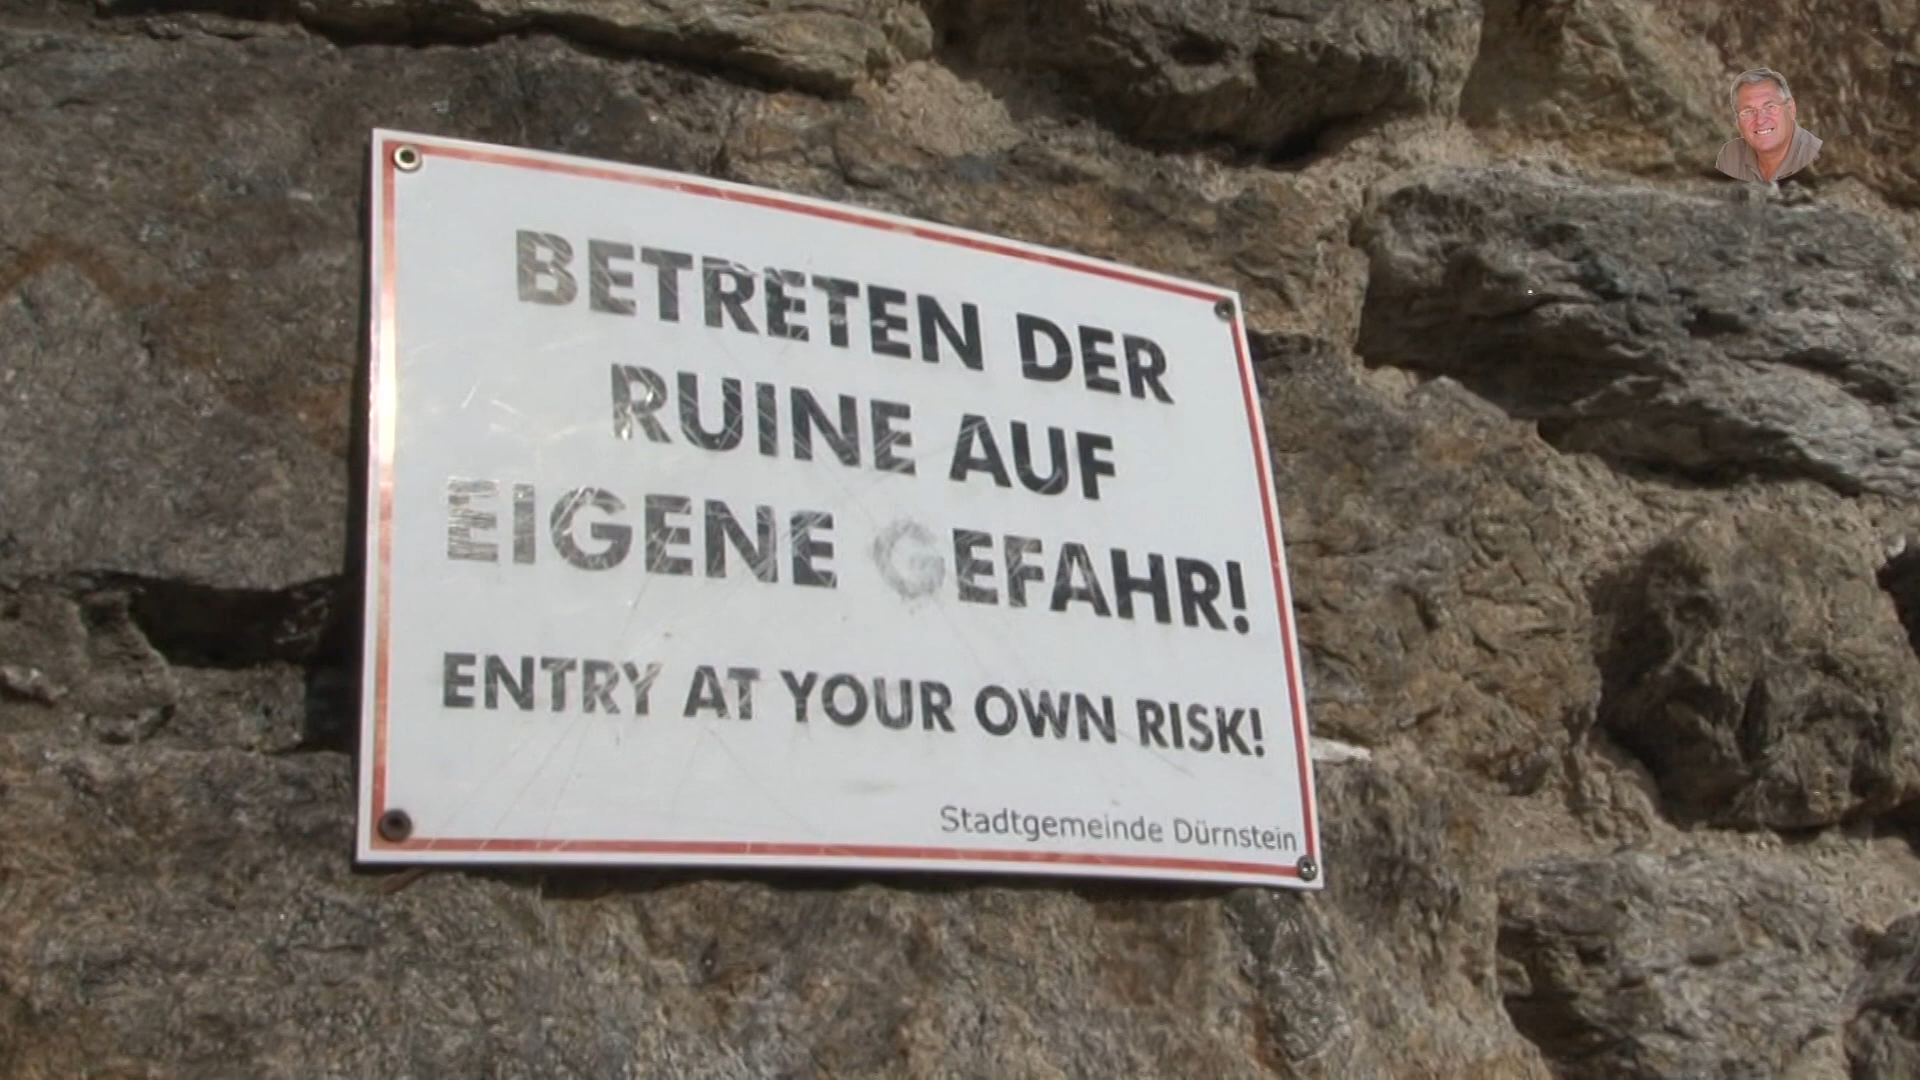 BETRETEN DER
RUINE AUF
EIGENE GEFAHR!
ENTRY AT YOUR OWN RISK!
Stadtgemeinde Dürnstein